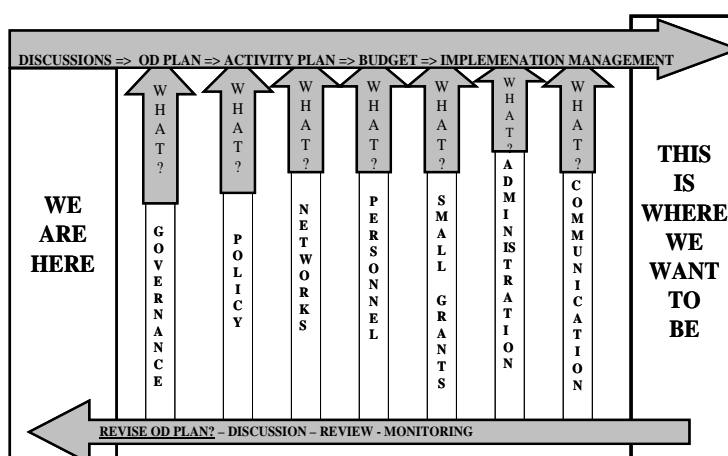 DISCUSSIONS => OD PLAN => ACTIVITY PLAN => BUDGET => IMPLEMENATION MANAGEMENT
WE
ARE
HERE
WHAT?
GOVERNANCE
WHAT?
POLICY
WHAT?
NETWORKS
WHAT?
PERSONNEL
WHAT?
SMALL GRANTS
WHAT?
ADMINISTRATION
WHAT?
COMMUNICATION
THIS
IS
WHERE
WE
WANT
TO
BE
REVISE OD PLAN? – DISCUSSION – REVIEW - MONITORING